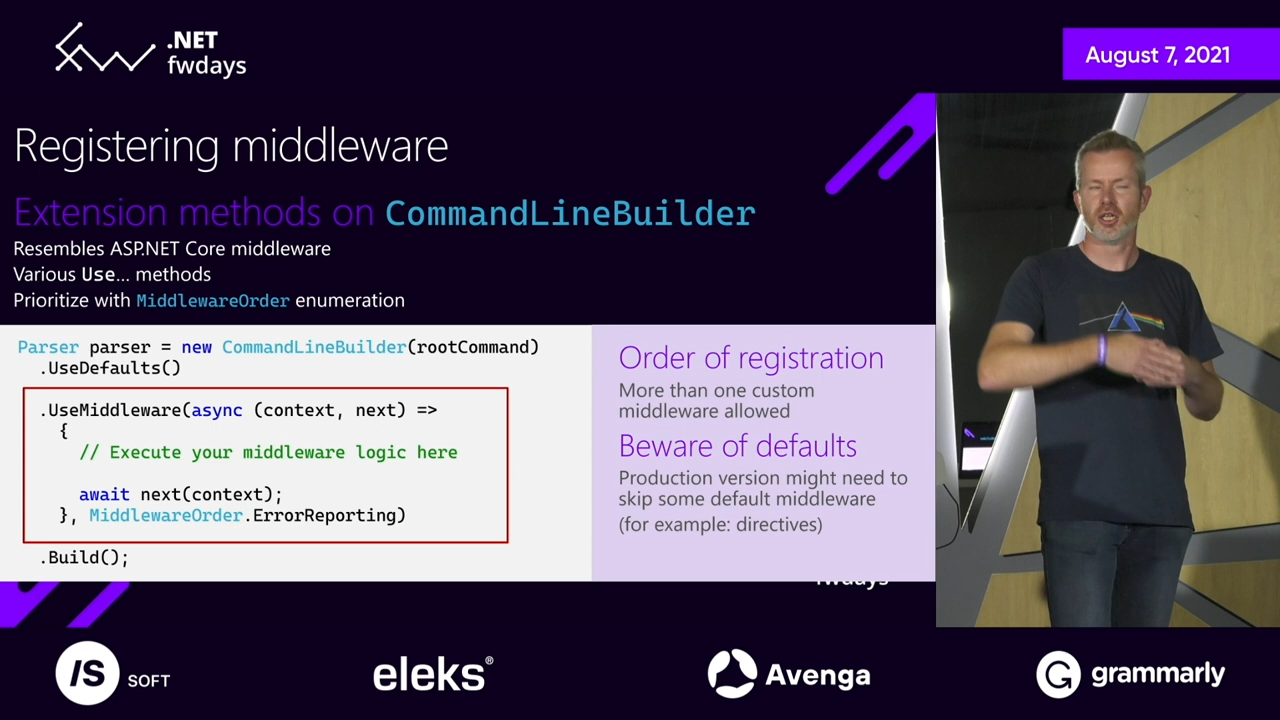 .NET
fwdays
August 7, 2021
Registering middleware
Extension methods on CommandLineBuilder
Resembles ASP.NET Core middleware
Various Use... methods
Prioritize with MiddlewareOrder enumeration
Parser parser = new CommandLineBuilder(rootCommand)
.UseDefaults()
.UseMiddleware(async (context, next) =>
{
// Execute your middleware logic here
await next(context);
}, MiddlewareOrder.ErrorReporting)
.Build();
Order of registration
More than one custom
middleware allowed
Beware of defaults
Production version might need to
skip some default middleware
(for example: directives)
fwdays
IS SOFT
eleks®
Avenga
grammarly